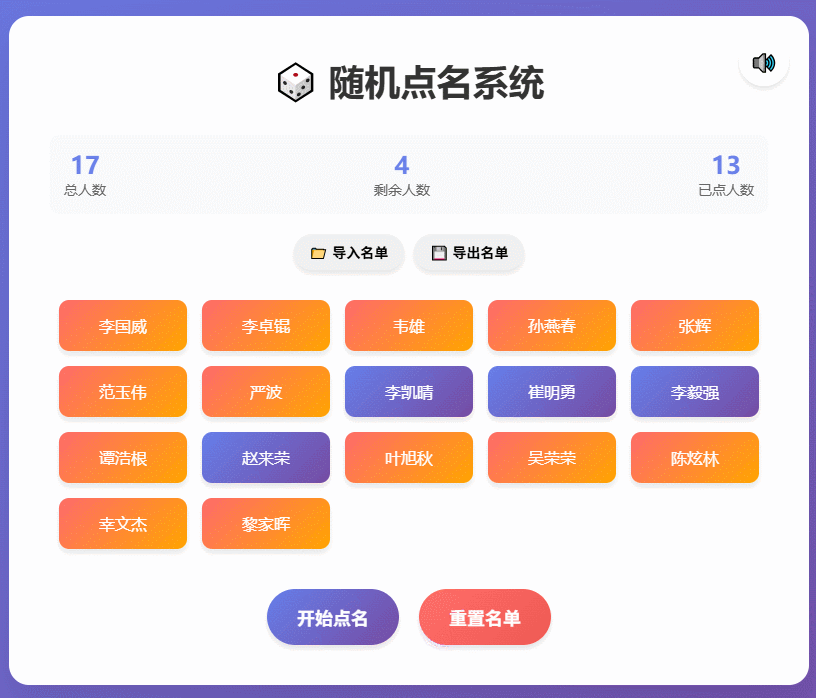 随机点名系统
17 4 13
总人数 剩余人数 已点人数
导入名单 导出名单
李国威 李卓锟 韦雄 孙燕春 张辉
范玉伟 严波 李凯晴 崔明勇 李毅强
谭浩根 赵来荣 叶旭秋 吴荣荣 陈炫林
幸文杰 黎家晖
开始点名 重置名单